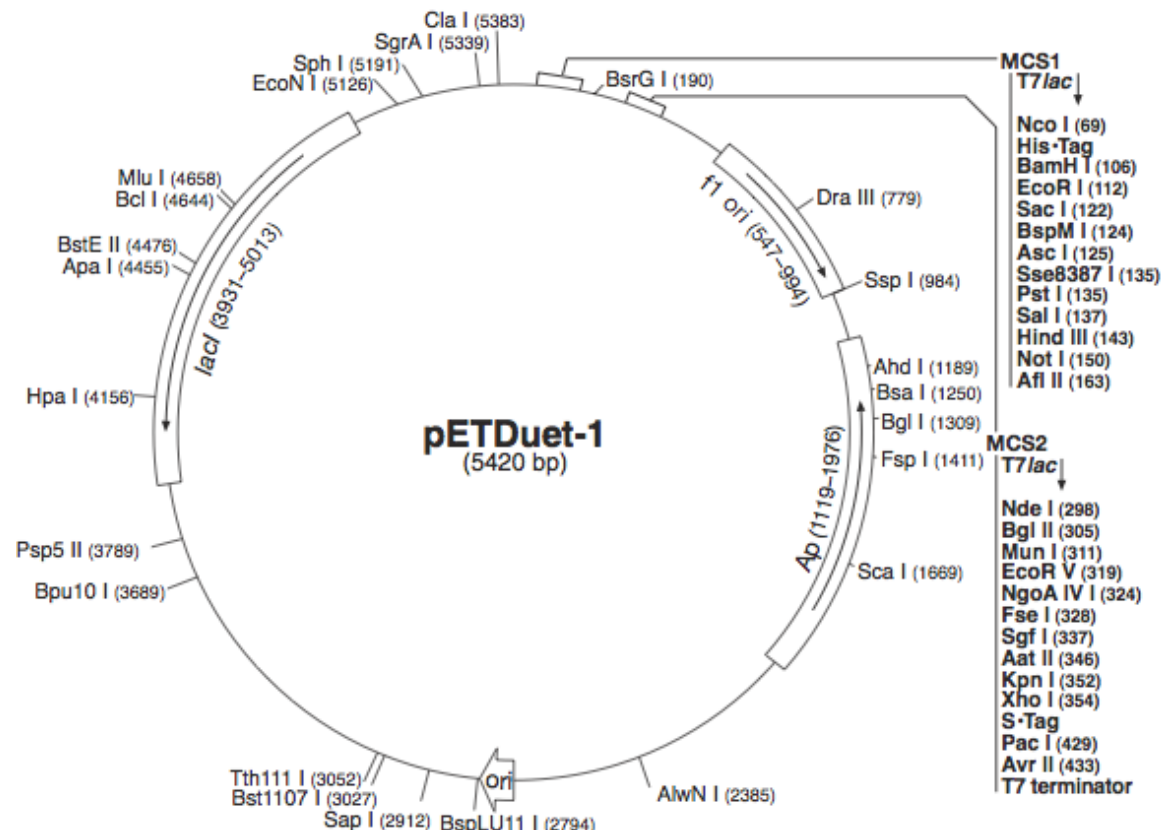 Cla I (5383)
SgrA I (5339)
Sph I (5191)
EcoN I (5126)
BsrG I (190)
MCS1
T7lac
Nco I (69)
His•Tag
BamH I (106)
EcoR I (112)
Sac I (122)
BspM I (124)
Asc I (125)
Sse8387 I (135)
Pst I (135)
Sal I (137)
Hind III (143)
Not I (150)
Afl II (163)
Mlu I (4658)
Bcl I (4644)
BstE II (4476)
Apa I (4455)
lacI (3931–5013)
Hpa I (4156)
f1 ori (547–994)
Dra III (779)
Ssp I (984)
Ahd I (1189)
Bsa I (1250)
Bgl I (1309)
Fsp I (1411)
Ap (1119–1976)
Sca I (1669)
pETDuet-1
(5420 bp)
MCS2
T7lac
Nde I (298)
Bgl II (305)
Mun I (311)
EcoR V (319)
NgoA IV I (324)
Fse I (328)
Sgf I (337)
Aat II (346)
Kpn I (352)
Xho I (354)
S•Tag
Pac I (429)
Avr II (433)
T7 terminator
Psp5 II (3789)
Bpu10 I (3689)
Tth111 I (3052)
Bst1107 I (3027)
Sap I (2912)
BspLU11 I (2794)
ori
AlwN I (2385)